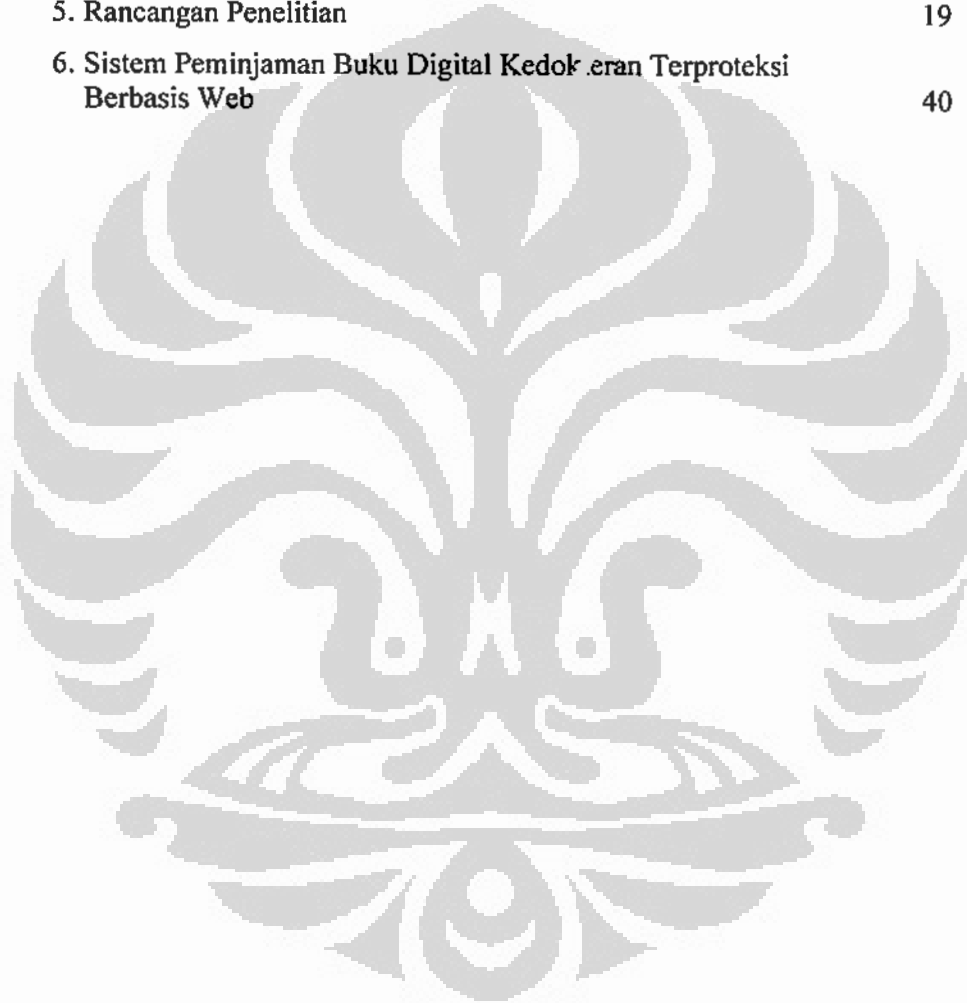 5. Rancangan Penelitian 19
6. Sistem Peminjaman Buku Digital Kedok .eran Terproteksi
Berbasis Web 40